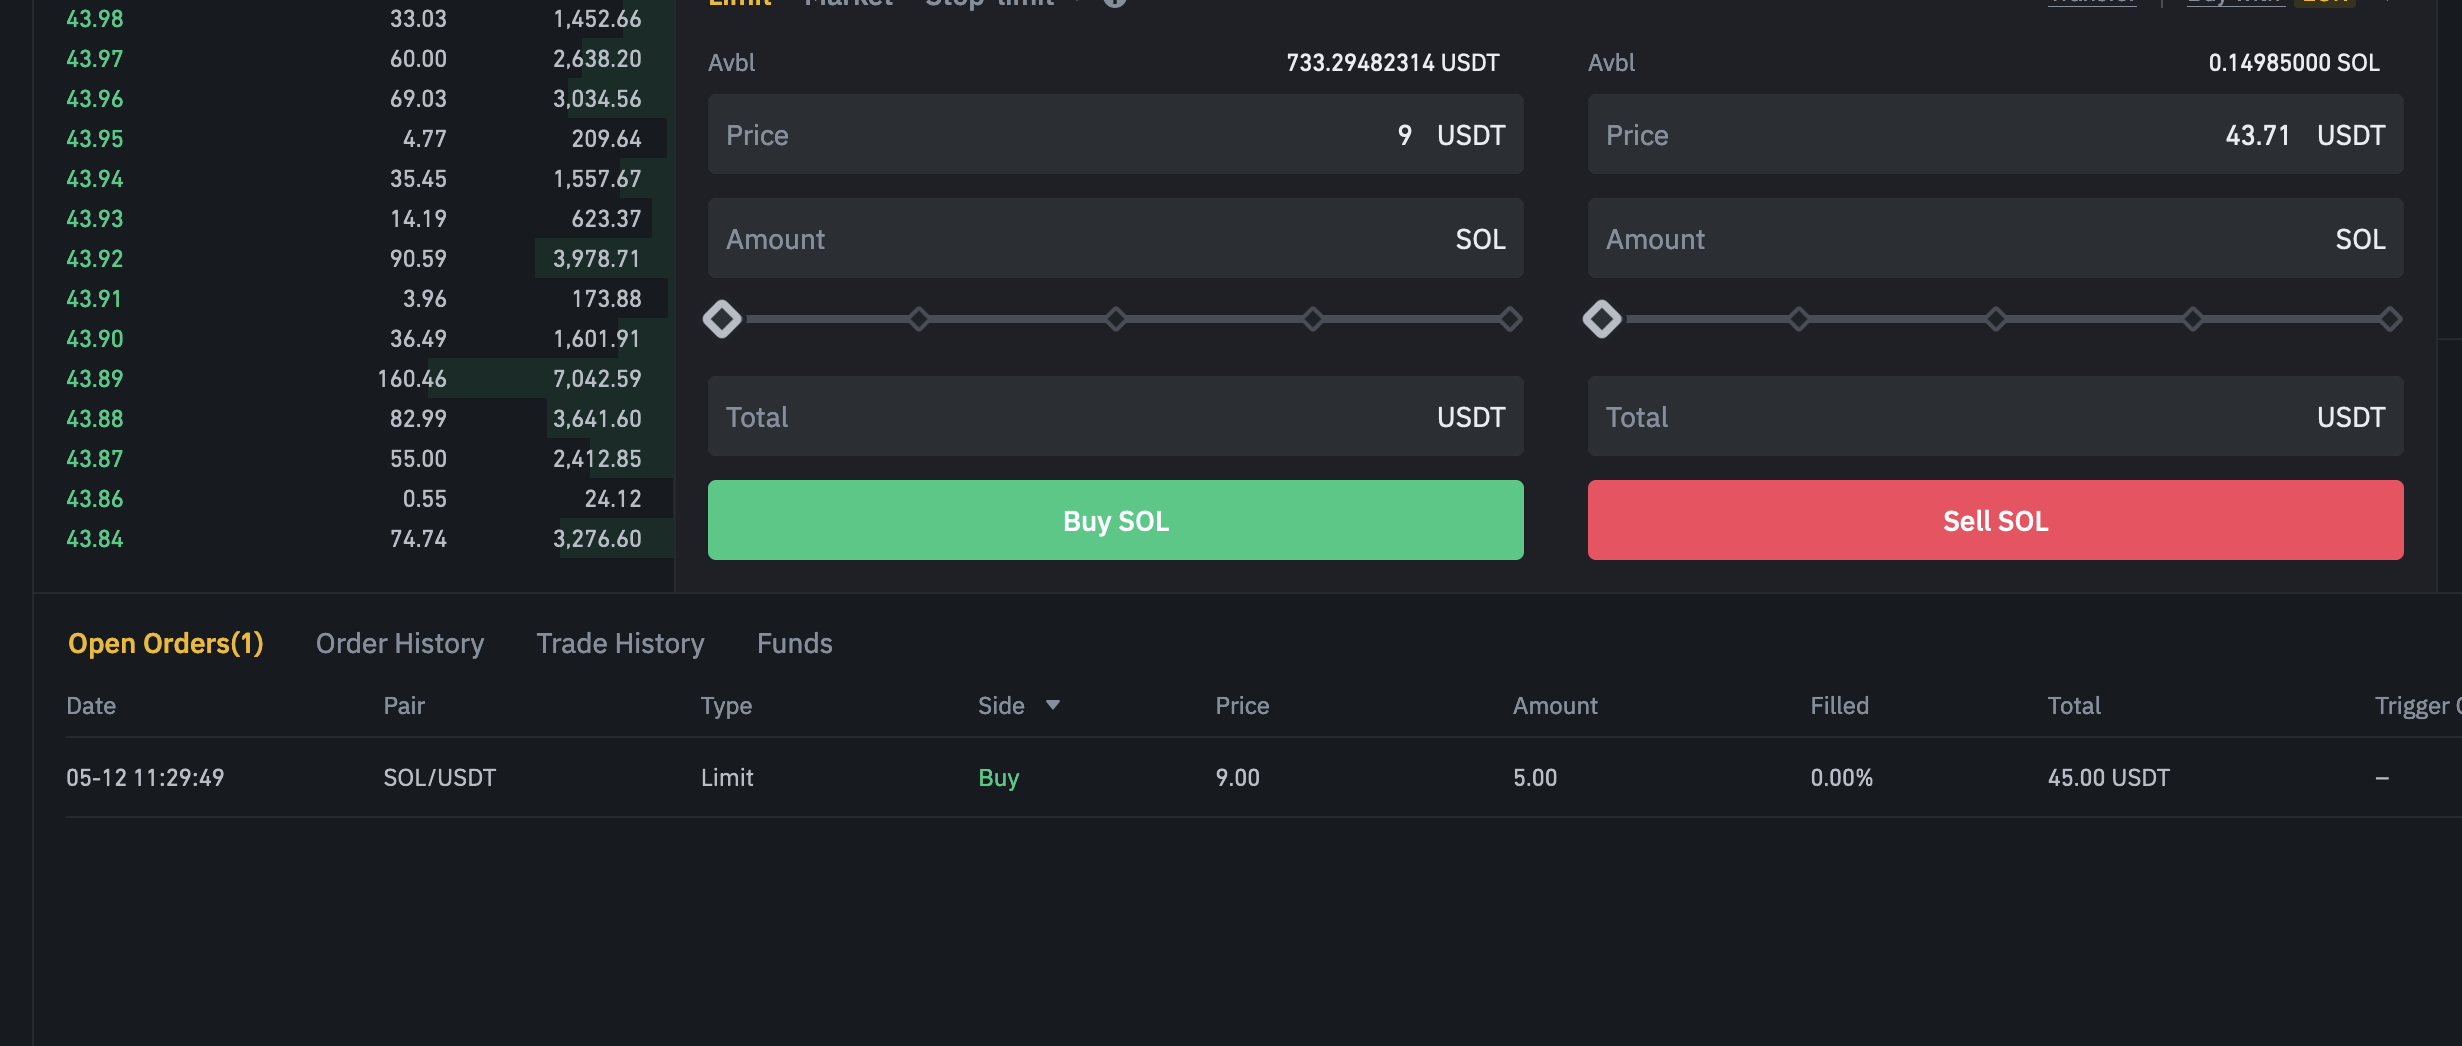 43.98 33.03 1,452.66
43.97 60.00 2,638.20
43.96 69.03 3,034.56
43.95 4.77 209.64
43.94 35.45 1,557.67
43.93 14.19 623.37
43.92 90.59 3,978.71
43.91 3.96 173.88
43.90 36.49 1,601.91
43.89 160.46 7,042.59
43.88 82.99 3,641.60
43.87 55.00 2,412.85
43.86 0.55 24.12
43.84 74.74 3,276.60
Limit Market Stop-limit
Avbl 733.29482314 USDT
Price 9 USDT
Amount SOL
Total USDT
Buy SOL
Transfer Buy with
Avbl 0.14985000 SOL
Price 43.71 USDT
Amount SOL
Total USDT
Sell SOL
Open Orders(1) Order History Trade History Funds
Date Pair Type Side Price Amount Filled Total Trigger
05-12 11:29:49 SOL/USDT Limit Buy 9.00 5.00 0.00% 45.00 USDT –